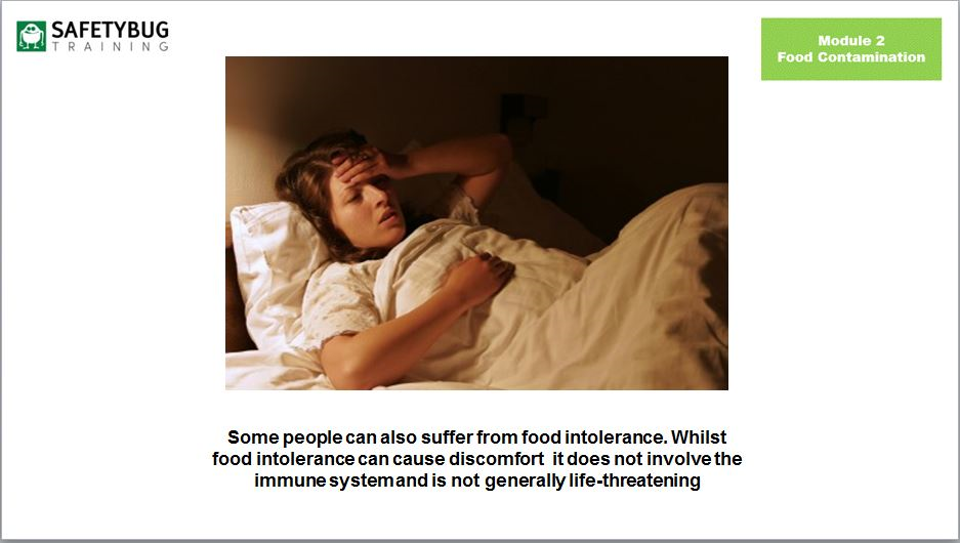 SAFETYBUG
TRAINING
Module 2
Food Contamination
Some people can also suffer from food intolerance. Whilst
food intolerance can cause discomfort it does not involve the
immune system and is not generally life-threatening